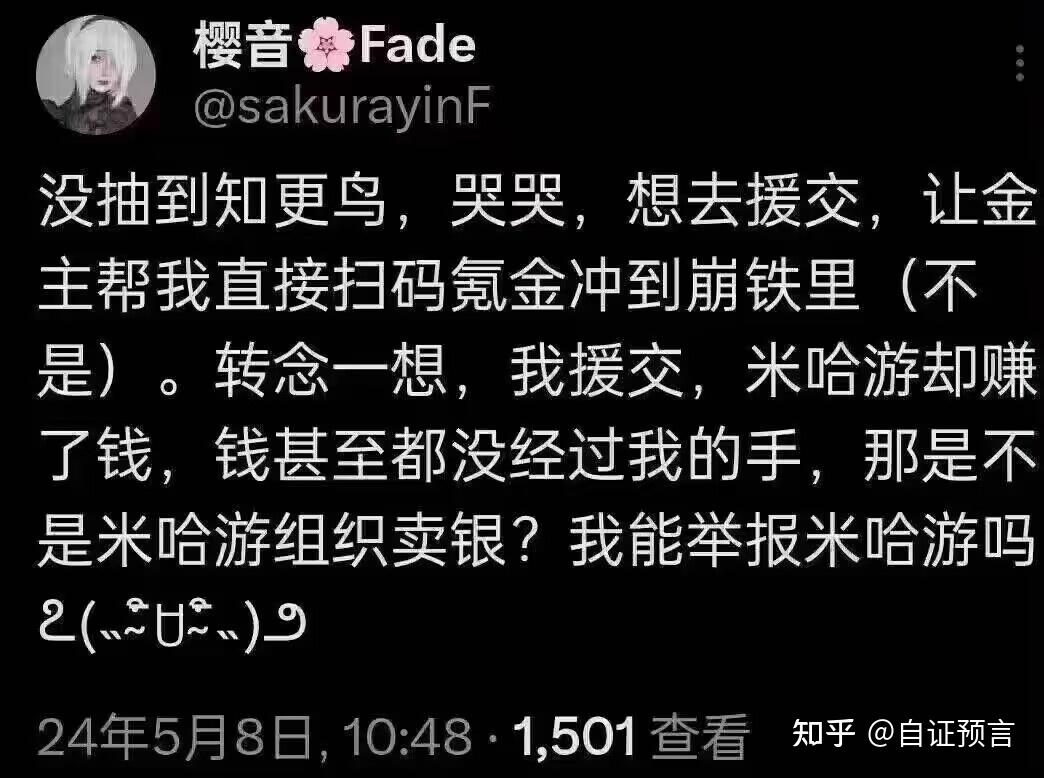 樱音🌸Fade
@sakurayinF
没抽到知更鸟，哭哭，想去援交，让金
主帮我直接扫码氪金冲到崩铁里（不
是）。转念一想，我援交，米哈游却赚
了钱，钱甚至都没经过我的手，那是不
是米哈游组织卖银？我能举报米哈游吗
24年5月8日, 10:48 · 1,501 查看
知乎 @自证预言